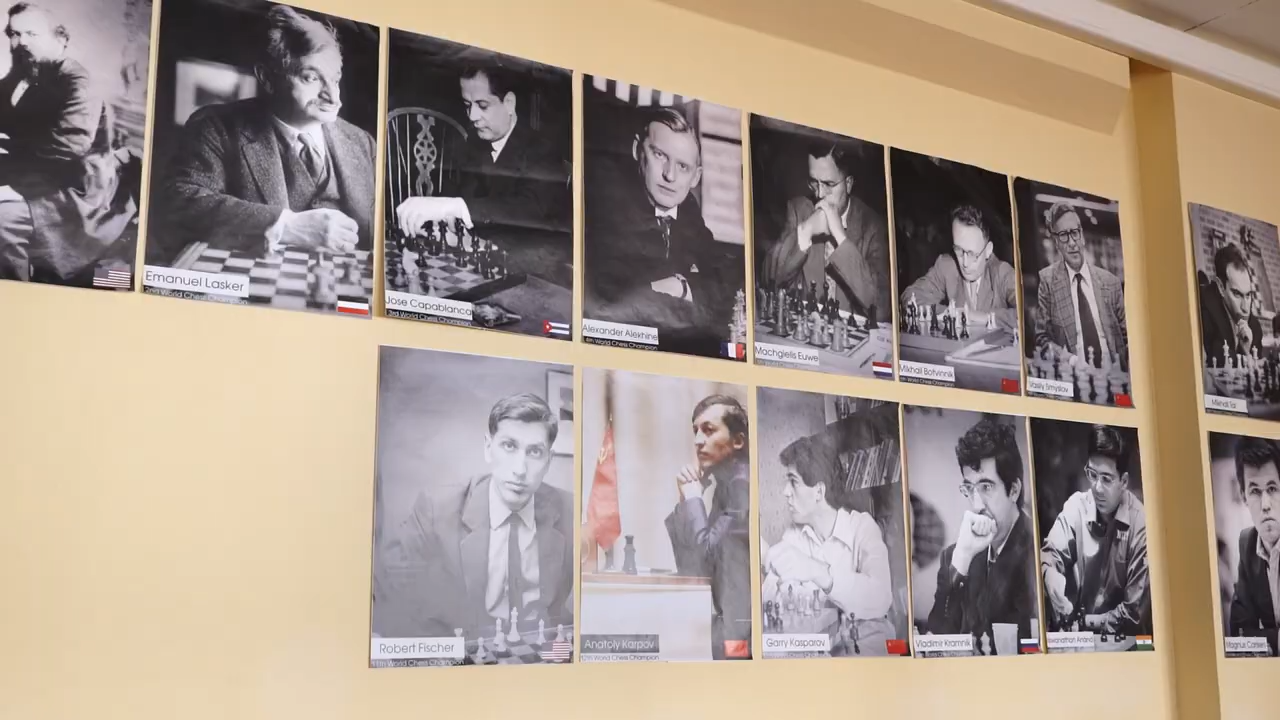 Emanuel Lasker
2nd World Chess Champion
Jose Capablanca
3rd World Chess Champion
Alexander Alekhine
4th World Chess Champion
Machgielis Euwe
Mikhail Botvinnik
Vasily Smyslov
Mikhail Tal
Robert Fischer
11th World Chess Champion
Anatoly Karpov
12th World Chess Champion
Garry Kasparov
Vladimir Kramnik
Magnus Carlsen